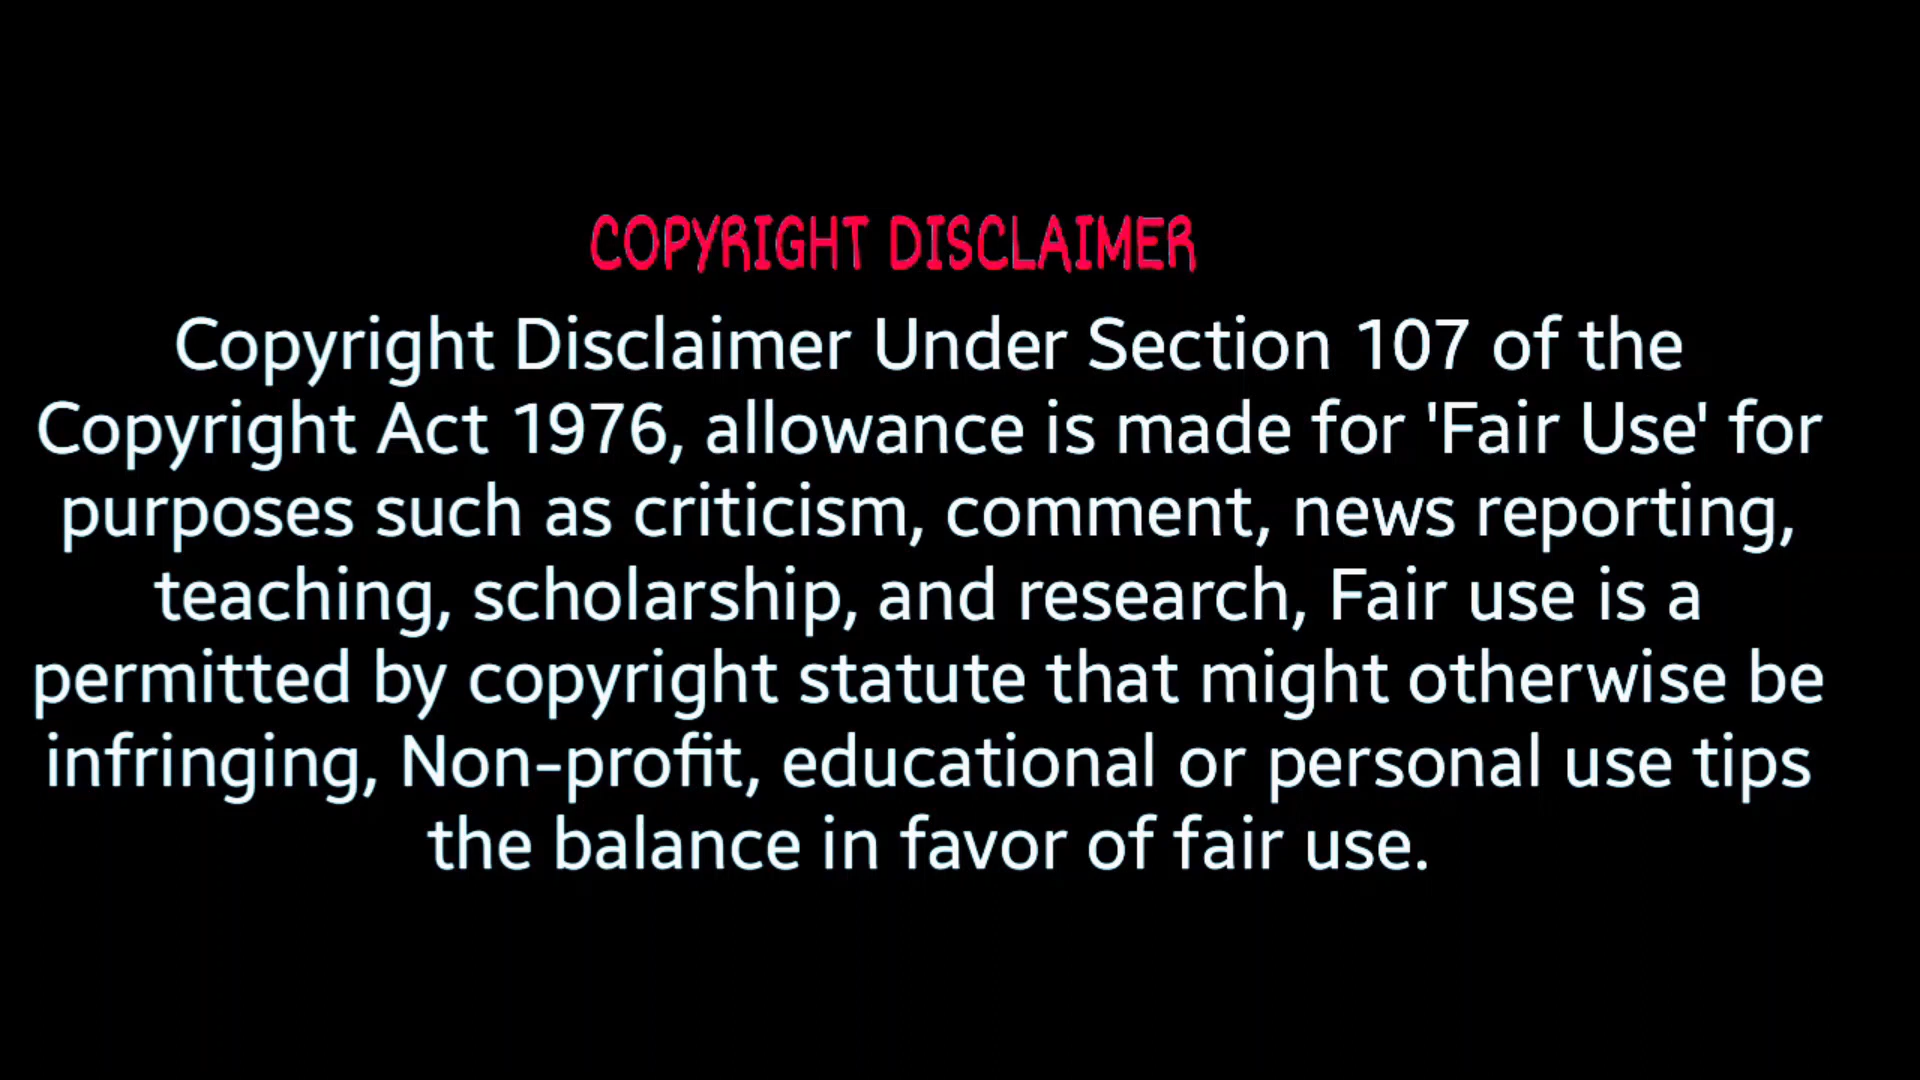 COPYRIGHT DISCLAIMER
Copyright Disclaimer Under Section 107 of the
Copyright Act 1976, allowance is made for 'Fair Use' for
purposes such as criticism, comment, news reporting,
teaching, scholarship, and research, Fair use is a
permitted by copyright statute that might otherwise be
infringing, Non-profit, educational or personal use tips
the balance in favor of fair use.